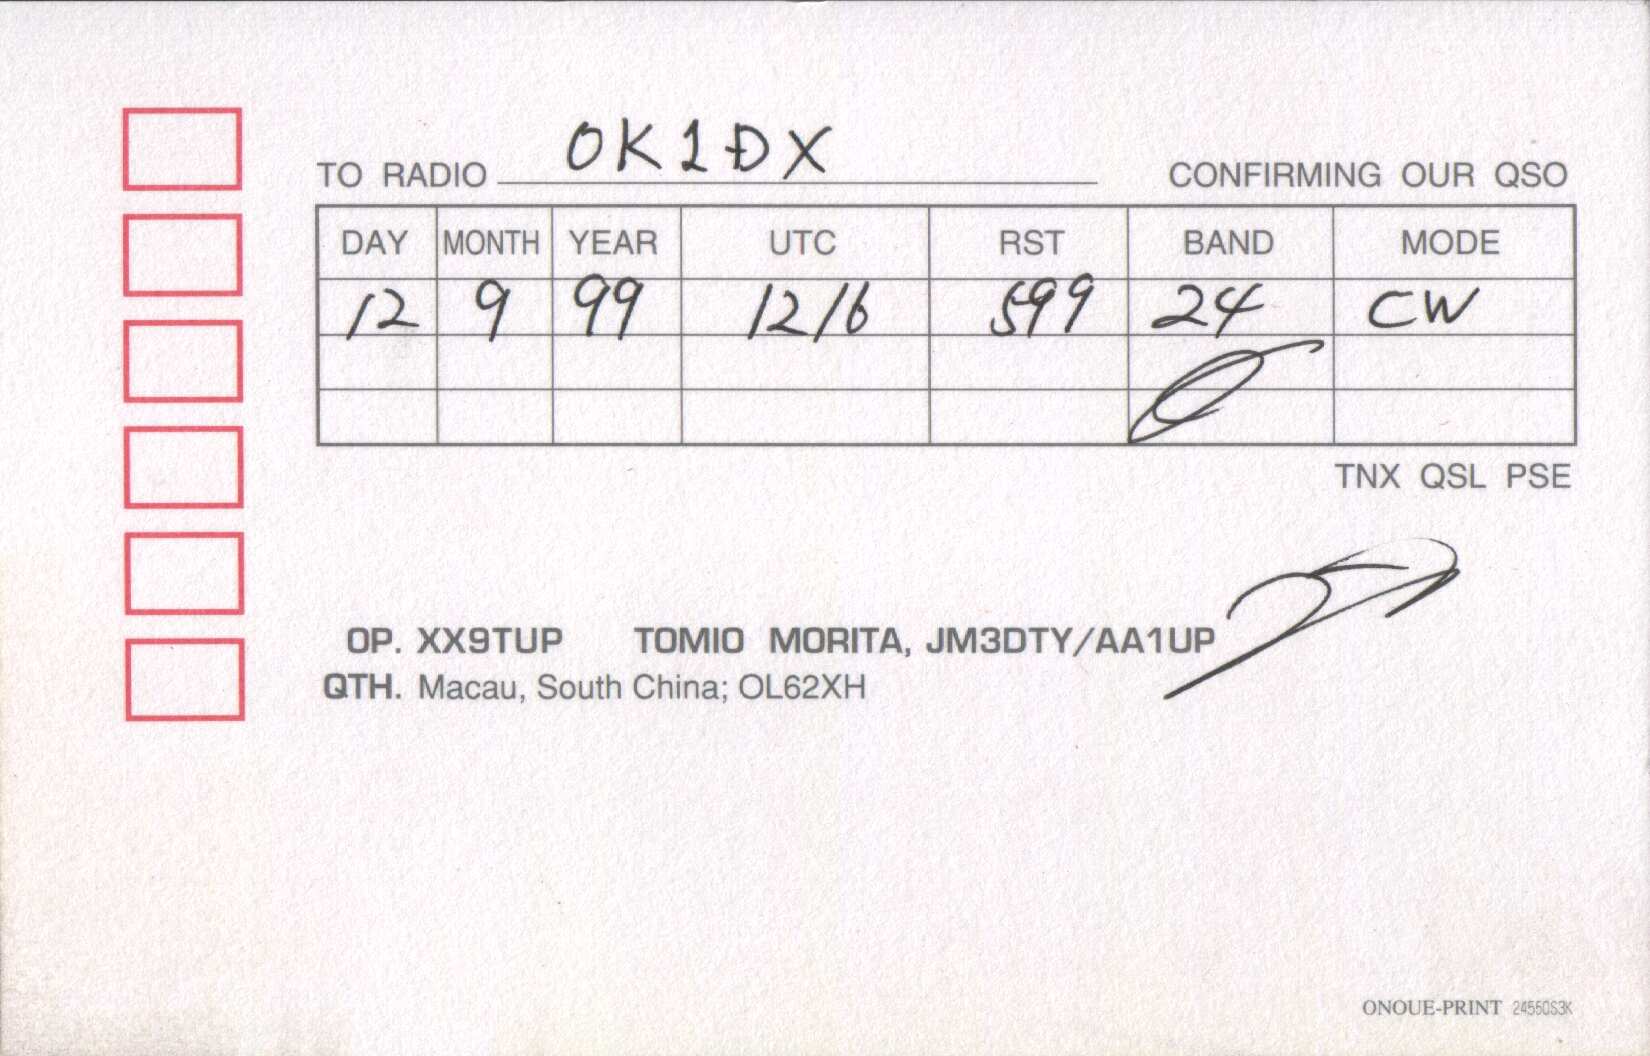 TO RADIO OK1DX CONFIRMING OUR QSO
DAY MONTH YEAR UTC RST BAND MODE
12 9 99 1216 599 24 CW
TNX QSL PSE
OP. XX9TUP TOMIO MORITA, JM3DTY/AA1UP
QTH. Macau, South China; OL62XH
ONOUE-PRINT 24550S3K